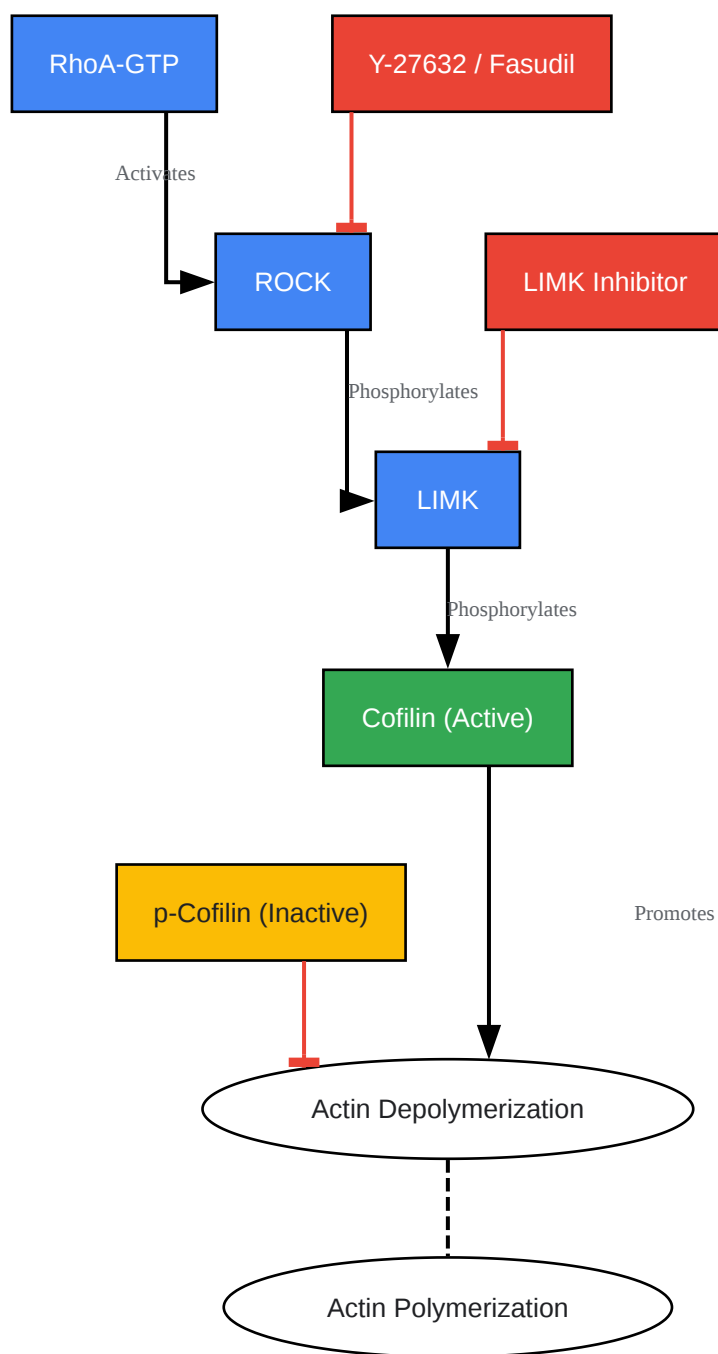 RhoA-GTP
Y-27632 / Fasudil
Activates
ROCK
LIMK Inhibitor
Phosphorylates
LIMK
Phosphorylates
Cofilin (Active)
p-Cofilin (Inactive)
Promotes
Actin Depolymerization
Actin Polymerization